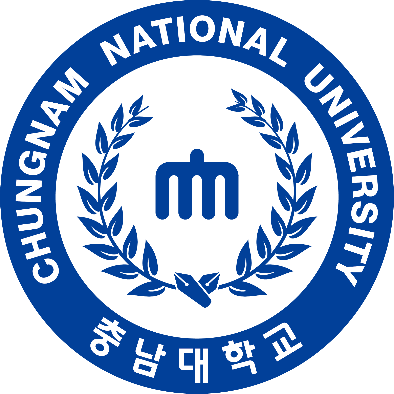 CHUNGNAM NATIONAL UNIVERSITY
충남대학교